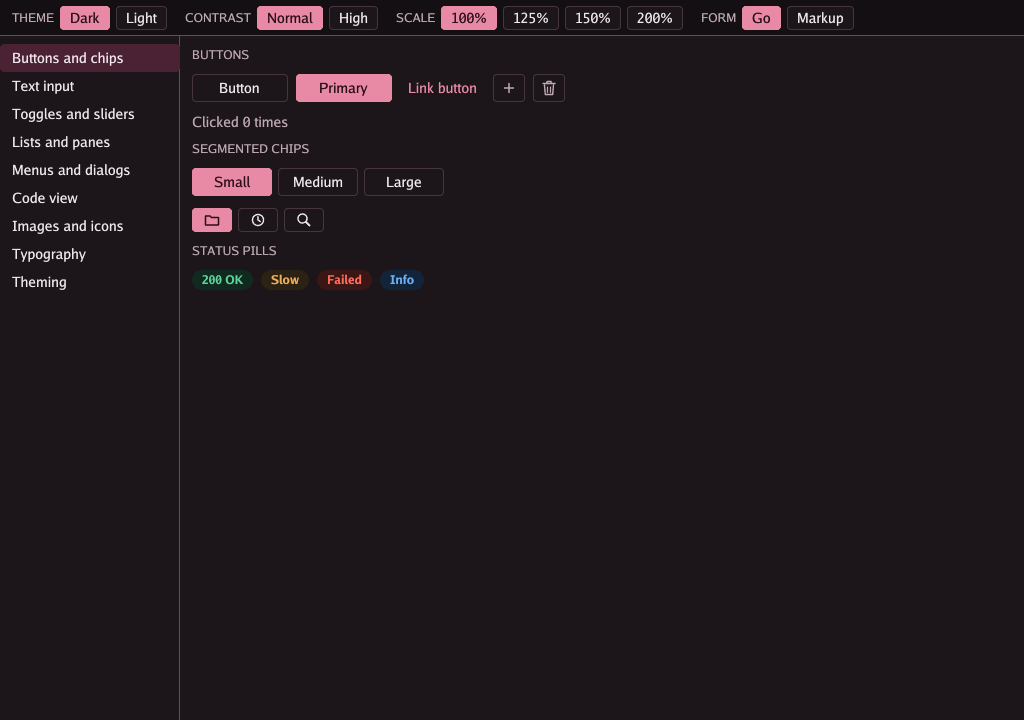 THEME Dark Light CONTRAST Normal High SCALE 100% 125% 150% 200% FORM Go Markup
Buttons and chips
Text input
Toggles and sliders
Lists and panes
Menus and dialogs
Code view
Images and icons
Typography
Theming
BUTTONS
Button Primary Link button
Clicked 0 times
SEGMENTED CHIPS
Small Medium Large
STATUS PILLS
200 OK Slow Failed Info